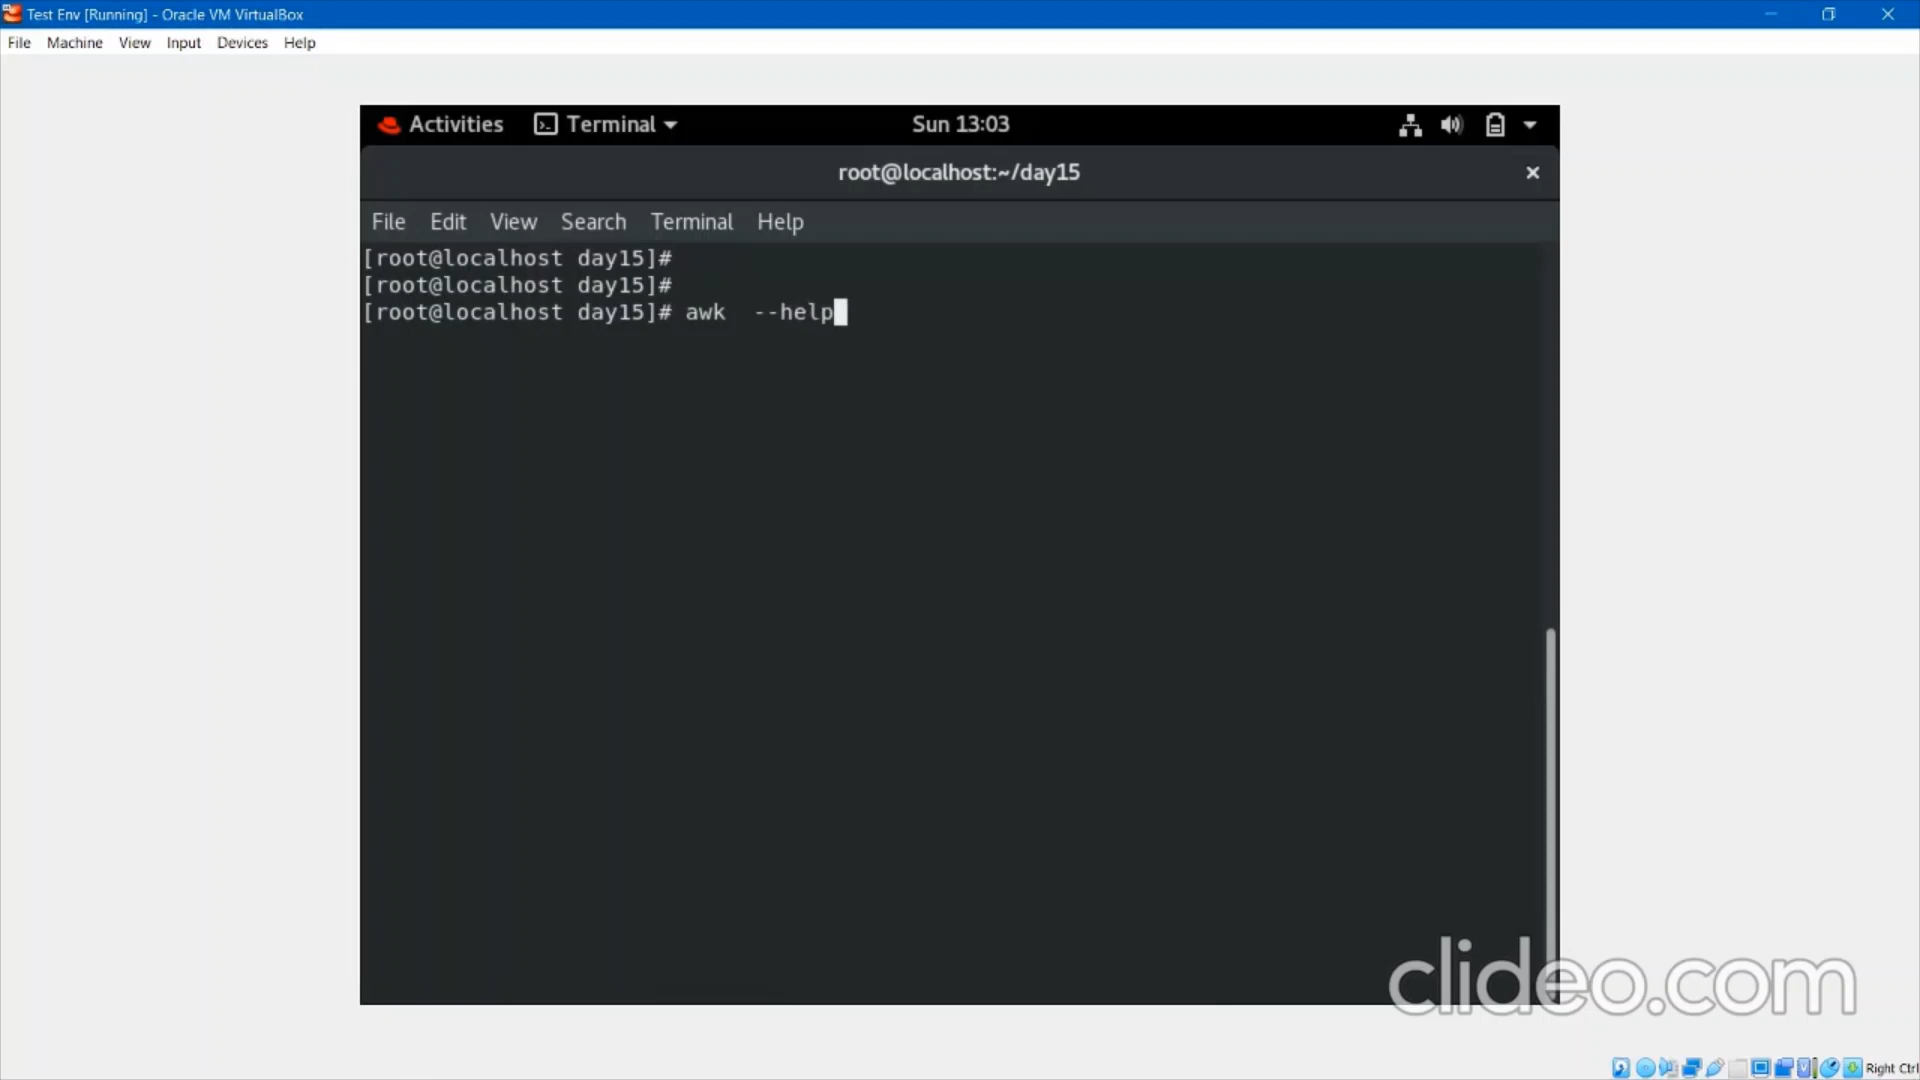 Test Env [Running] - Oracle VM VirtualBox
File Machine View Input Devices Help
Activities Terminal Sun 13:03
root@localhost:~/day15
File Edit View Search Terminal Help
[root@localhost day15]#
[root@localhost day15]#
[root@localhost day15]# awk  --help
clideo.com
Right Ctrl